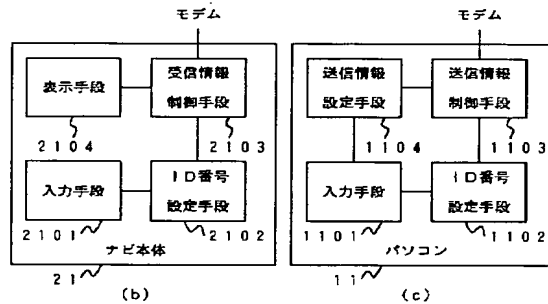 モデム
表示手段
受信情報
制御手段
2104
2103
入力手段
ID番号
設定手段
2101
2102
ナビ本体
21
(b)
モデム
送信情報
設定手段
送信情報
制御手段
1104
1103
入力手段
ID番号
設定手段
1101
1102
パソコン
11
(c)